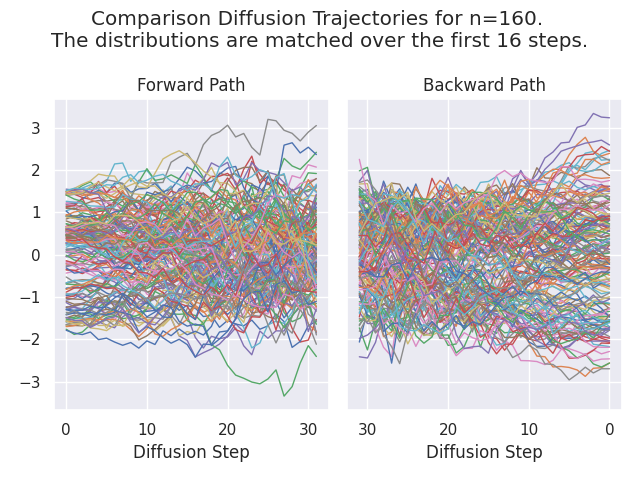 Comparison Diffusion Trajectories for n=160.
The distributions are matched over the first 16 steps.
Forward Path
Backward Path
3
2
1
0
−1
−2
−3
0 10 20 30
30 20 10 0
Diffusion Step
Diffusion Step